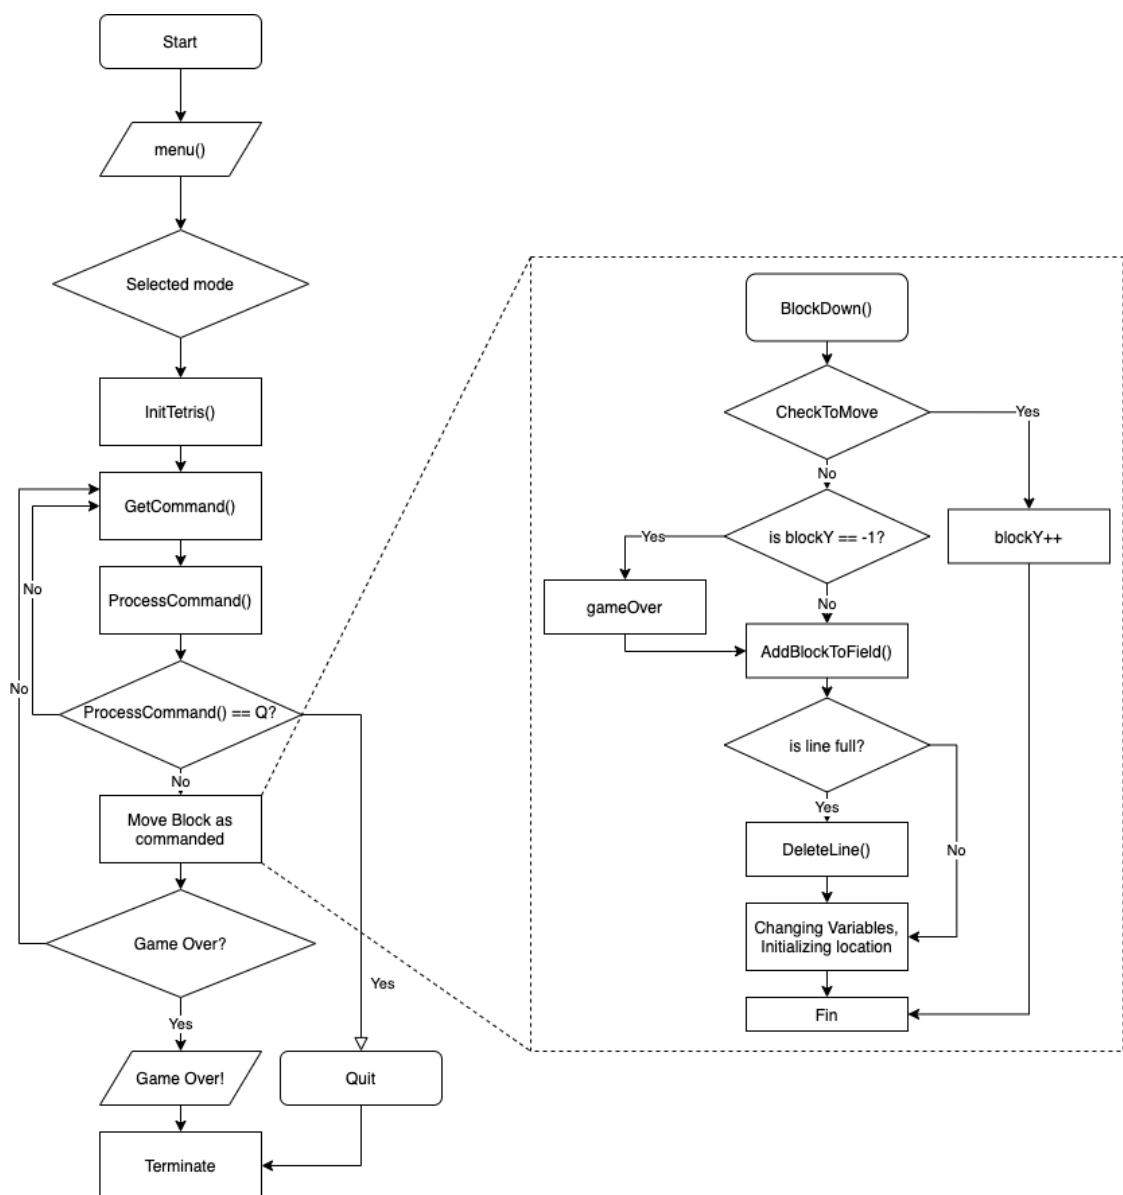 Start
menu()
Selected mode
InitTetris()
GetCommand()
ProcessCommand()
No
No
ProcessCommand() == Q?
No
Move Block as
commanded
Game Over?
Yes
Yes
Game Over!
Quit
Terminate
BlockDown()
CheckToMove
Yes
No
is blockY == -1?
Yes
blockY++
gameOver
No
AddBlockToField()
is line full?
Yes
No
DeleteLine()
Changing Variables,
Initializing location
Fin